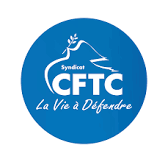 Syndicat
CFTC
La Vie à Défendre